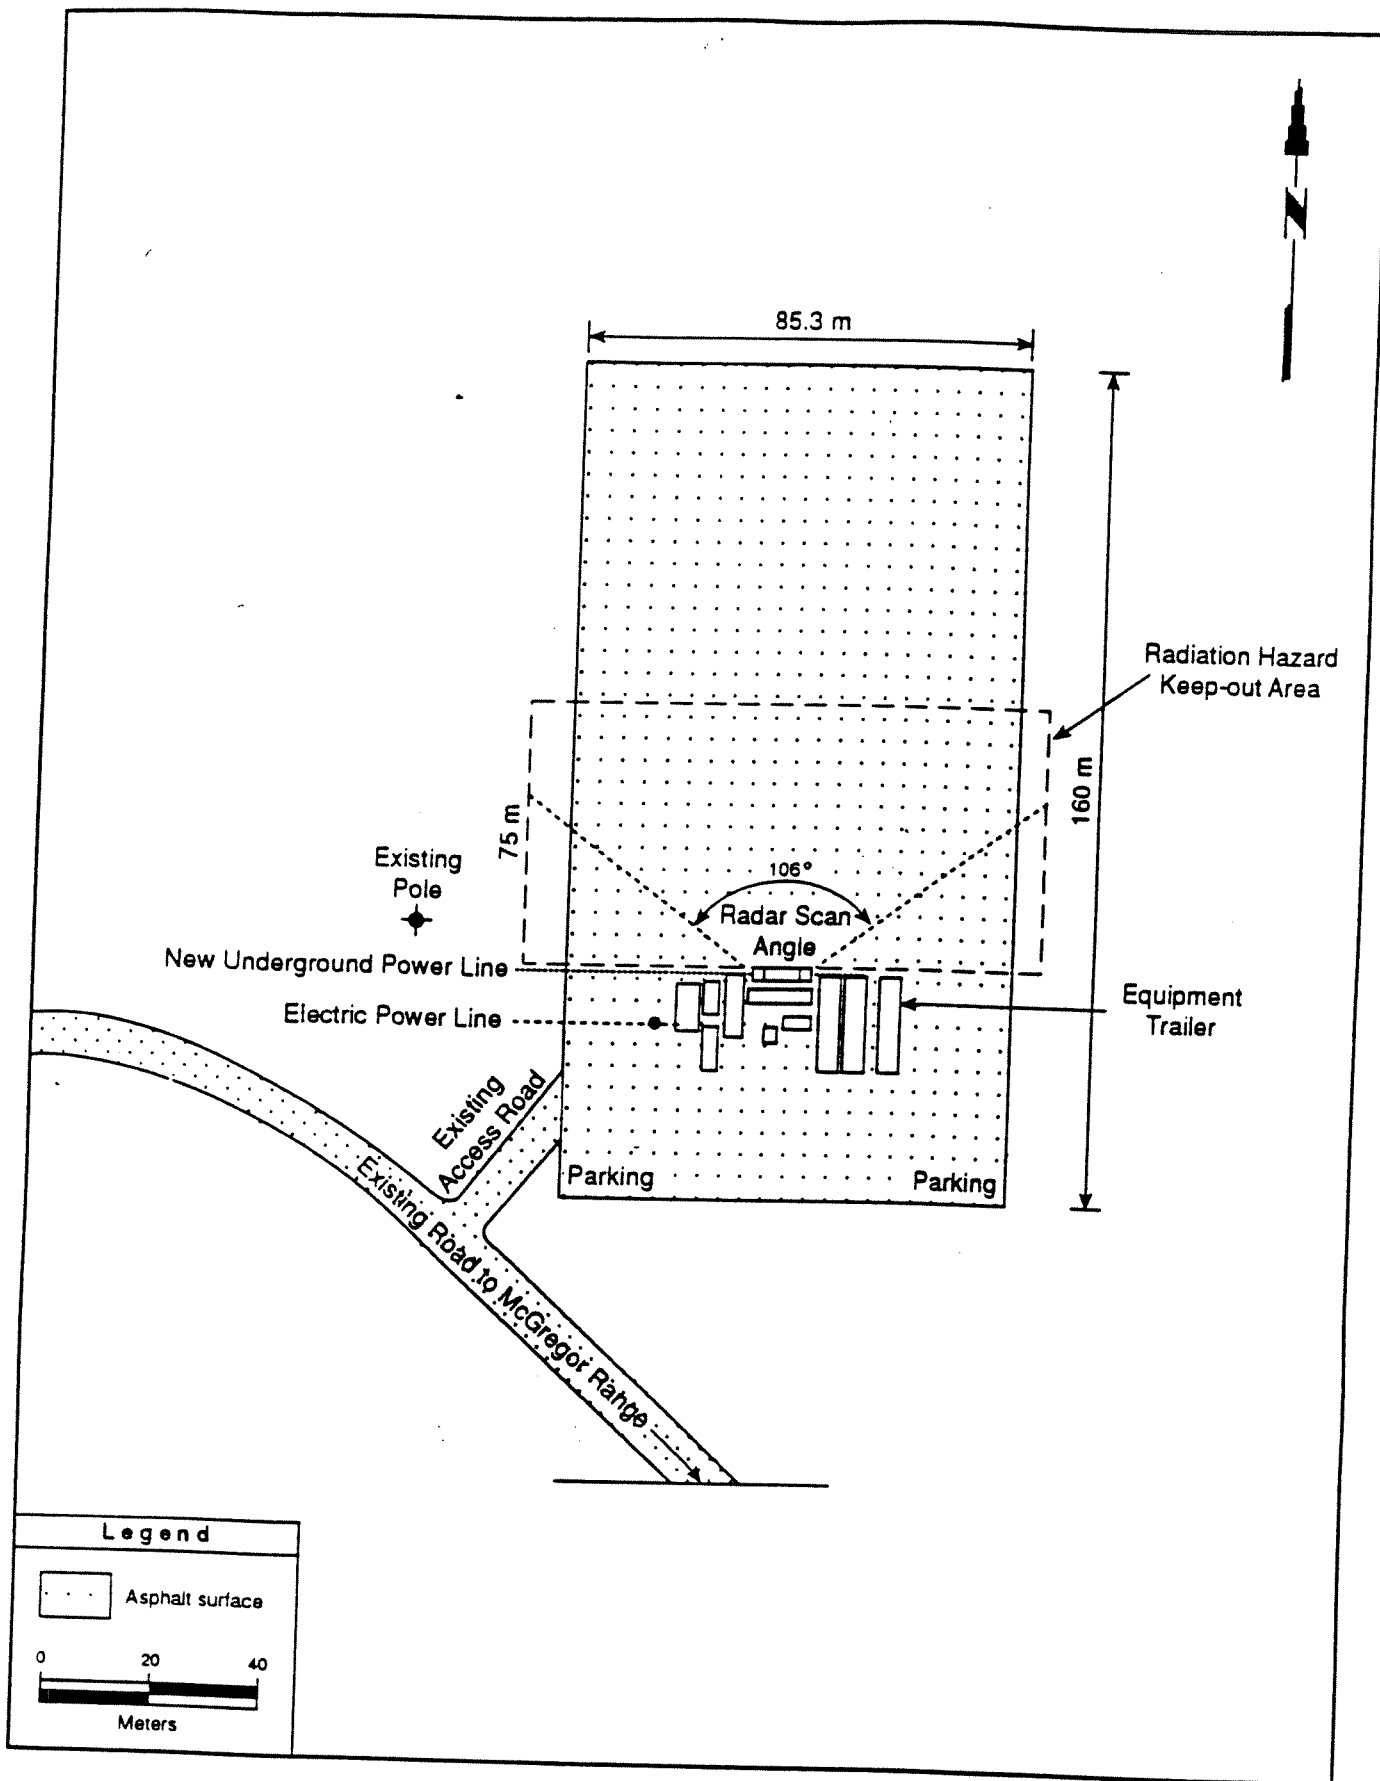 N
85.3 m
Radiation Hazard
Keep-out Area
160 m
75 m
106°
Existing
Pole
Radar Scan
Angle
New Underground Power Line
Electric Power Line
Equipment
Trailer
Existing
Access Road
Parking
Parking
Existing Road to McGregor Range
Legend
Asphalt surface
0 20 40
Meters